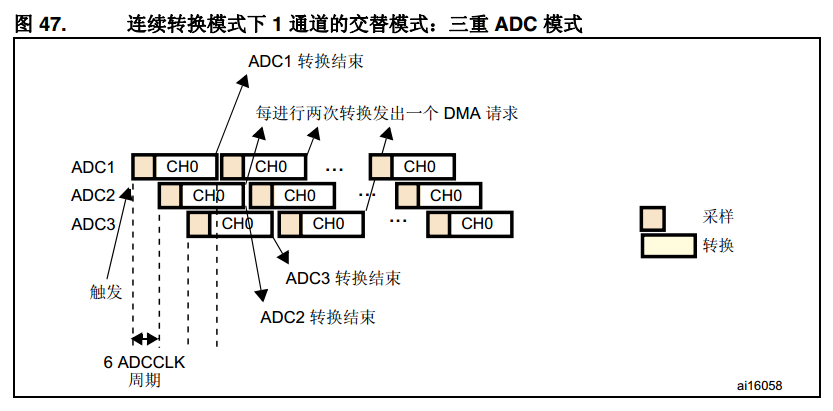 图 47. 连续转换模式下 1 通道的交替模式：三重 ADC 模式
ADC1 转换结束
每进行两次转换发出一个 DMA 请求
ADC1 CH0 CH0 ... CH0
ADC2 CH0 CH0 ... CH0
ADC3 CH0 CH0 ... CH0
采样
转换
触发
ADC3 转换结束
ADC2 转换结束
6 ADCCLK
周期
ai16058